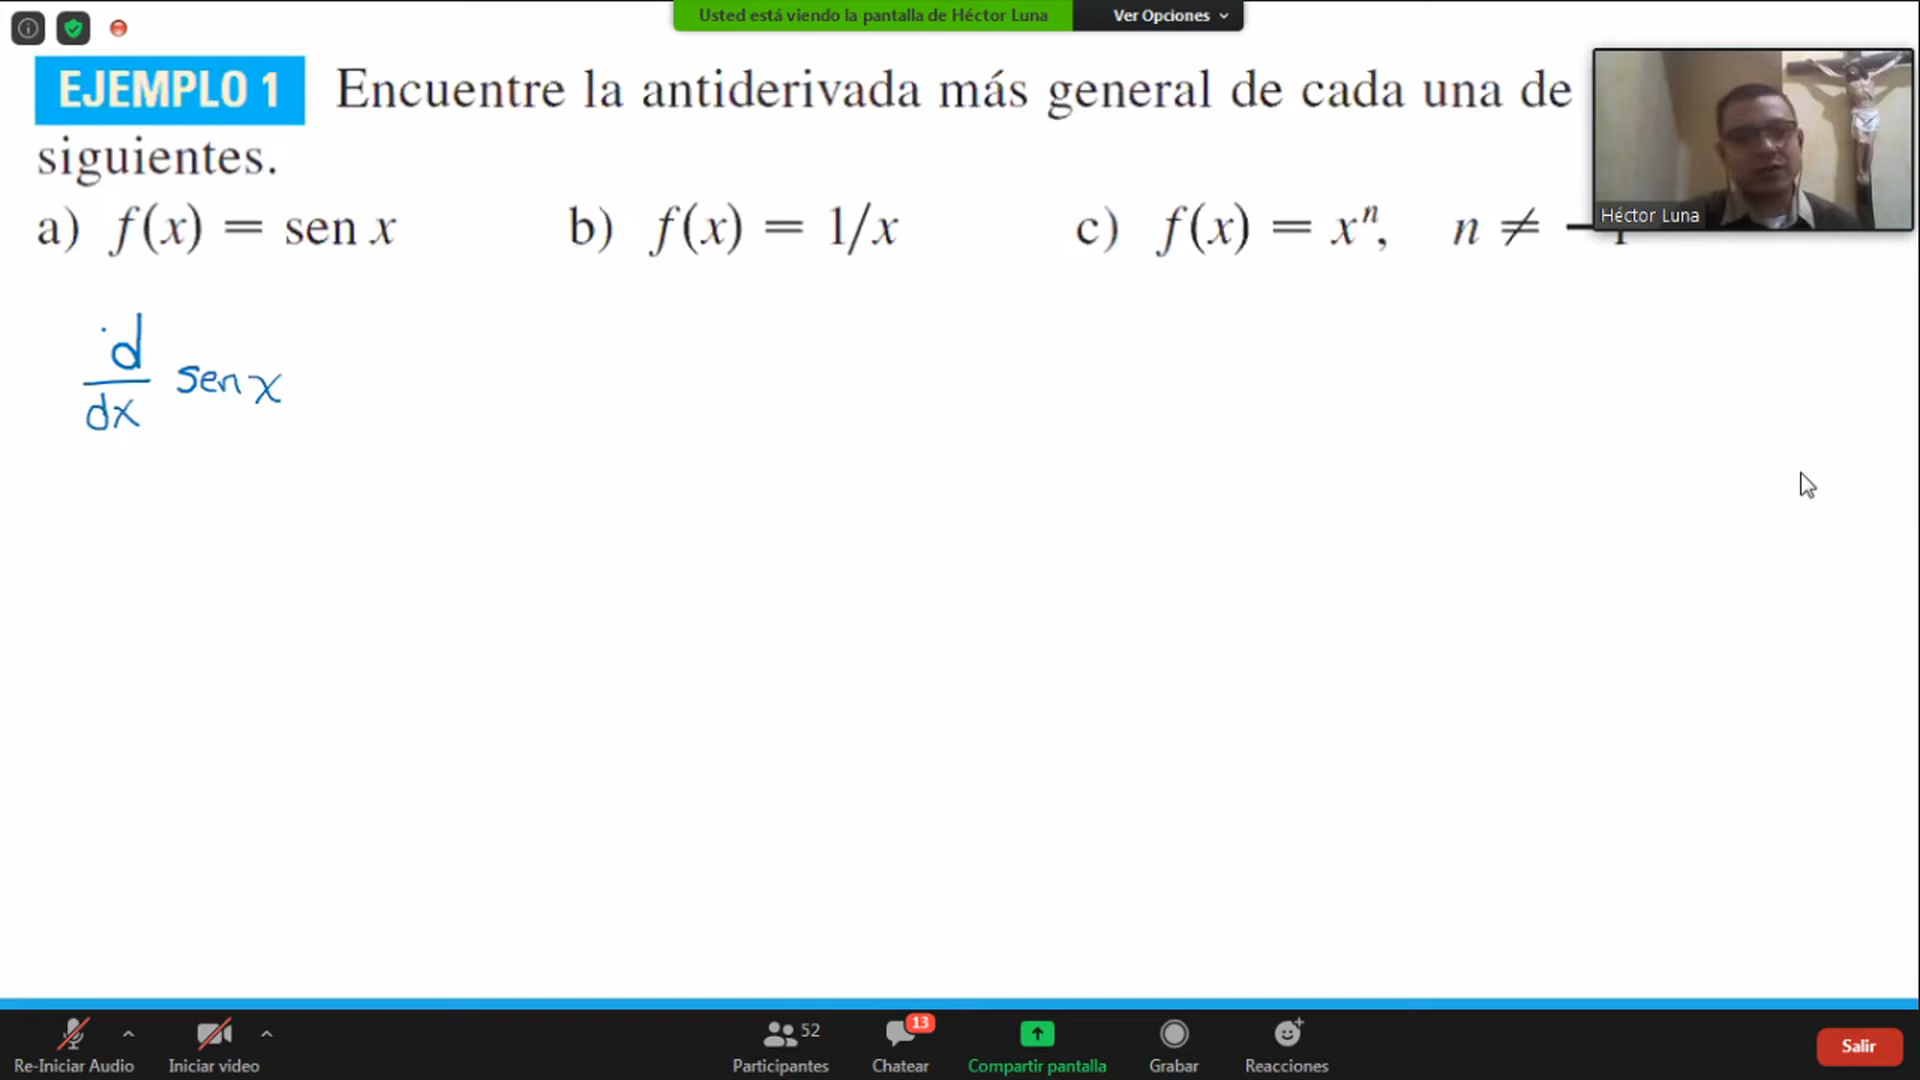 Usted está viendo la pantalla de Héctor Luna Ver Opciones
EJEMPLO 1 Encuentre la antiderivada más general de cada una de
siguientes.
a) f(x) = sen x b) f(x) = 1/x c) f(x) = xⁿ, n ≠ −1
Héctor Luna
d
dx sen x
52 13
Re-Iniciar Audio Iniciar video Participantes Chatear Compartir pantalla Grabar Reacciones Salir